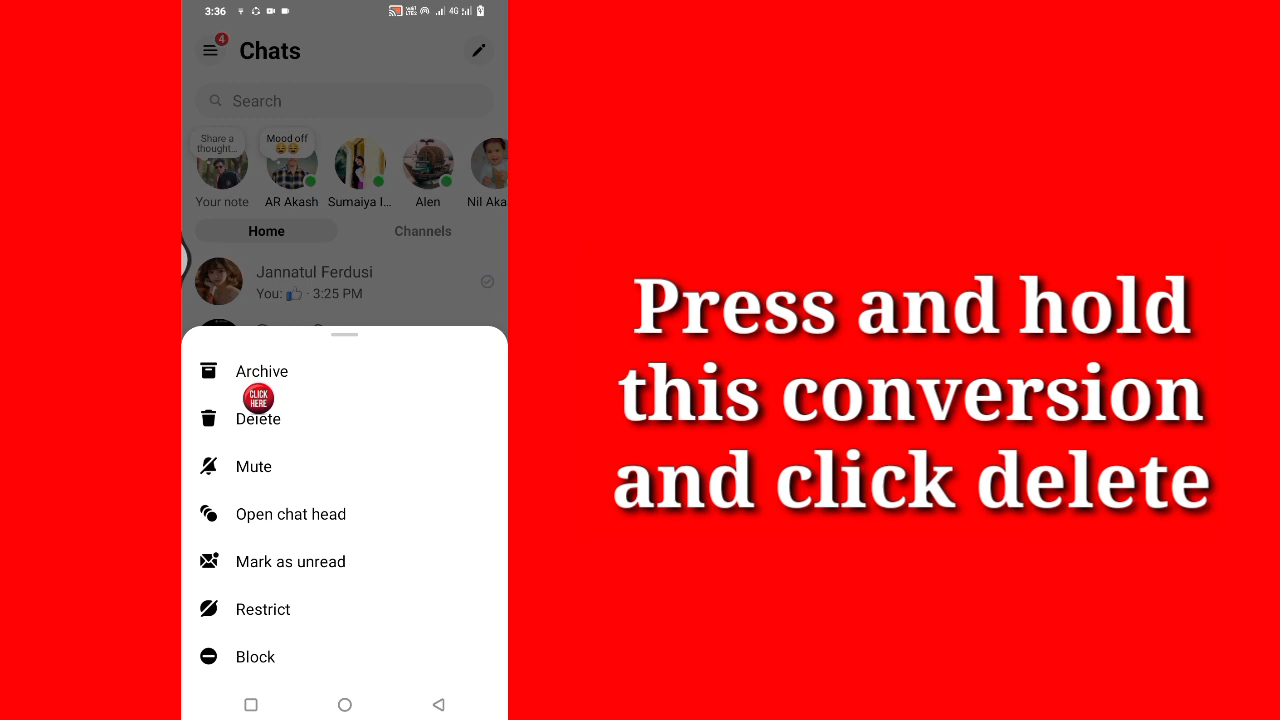 3:36
4G
4
Chats
Search
Share a
thought...
Mood off
Your note
AR Akash
Sumaiya I...
Alen
Nil Aka
Home
Channels
Jannatul Ferdusi
You: 👍 · 3:25 PM
Archive
CLICK
HERE
Delete
Mute
Open chat head
Mark as unread
Restrict
Block
Press and hold
this conversion
and click delete